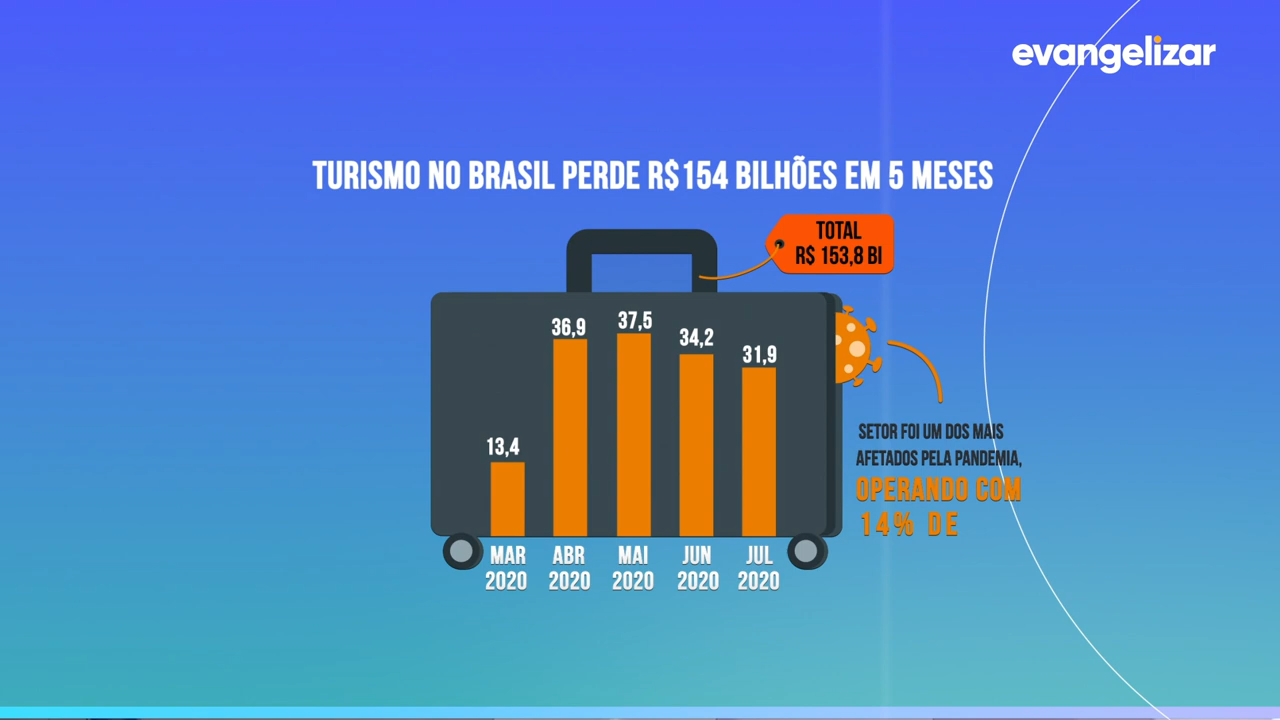 evangelizar
TURISMO NO BRASIL PERDE R$154 BILHÕES EM 5 MESES
TOTAL
R$ 153,8 BI
13,4
36,9
37,5
34,2
31,9
SETOR FOI UM DOS MAIS
AFETADOS PELA PANDEMIA,
OPERANDO COM
14% DE
MAR ABR MAI JUN JUL
2020 2020 2020 2020 2020